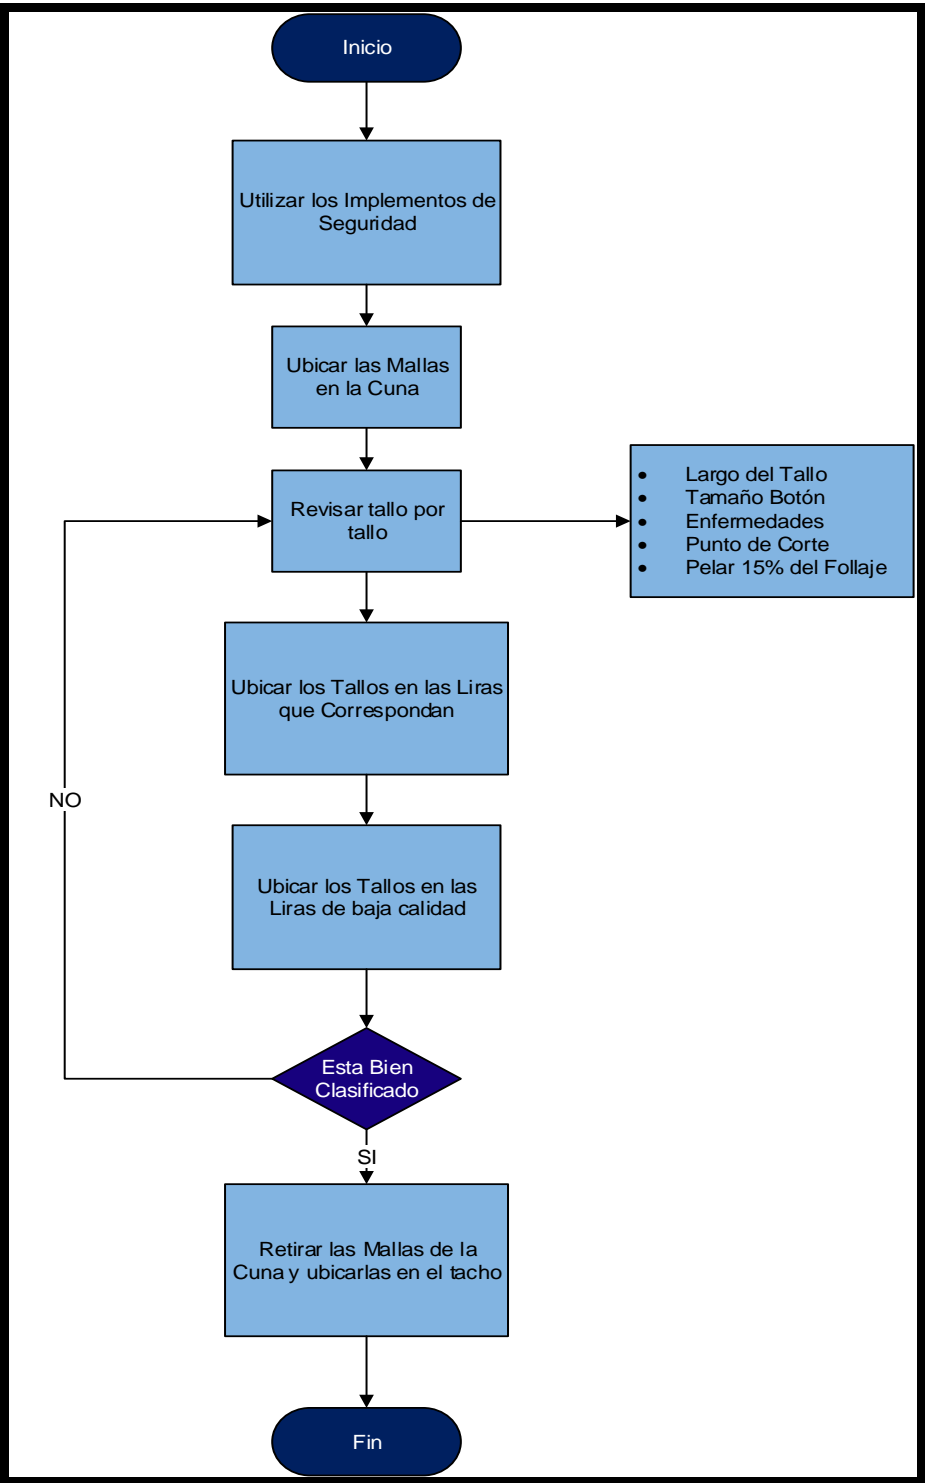 Inicio
Utilizar los Implementos de
Seguridad
Ubicar las Mallas
en la Cuna
Revisar tallo por
tallo
• Largo del Tallo
• Tamaño Botón
• Enfermedades
• Punto de Corte
• Pelar 15% del Follaje
Ubicar los Tallos en las Liras
que Correspondan
NO
Ubicar los Tallos en las
Liras de baja calidad
Esta Bien
Clasificado
SI
Retirar las Mallas de la
Cuna y ubicarlas en el tacho
Fin